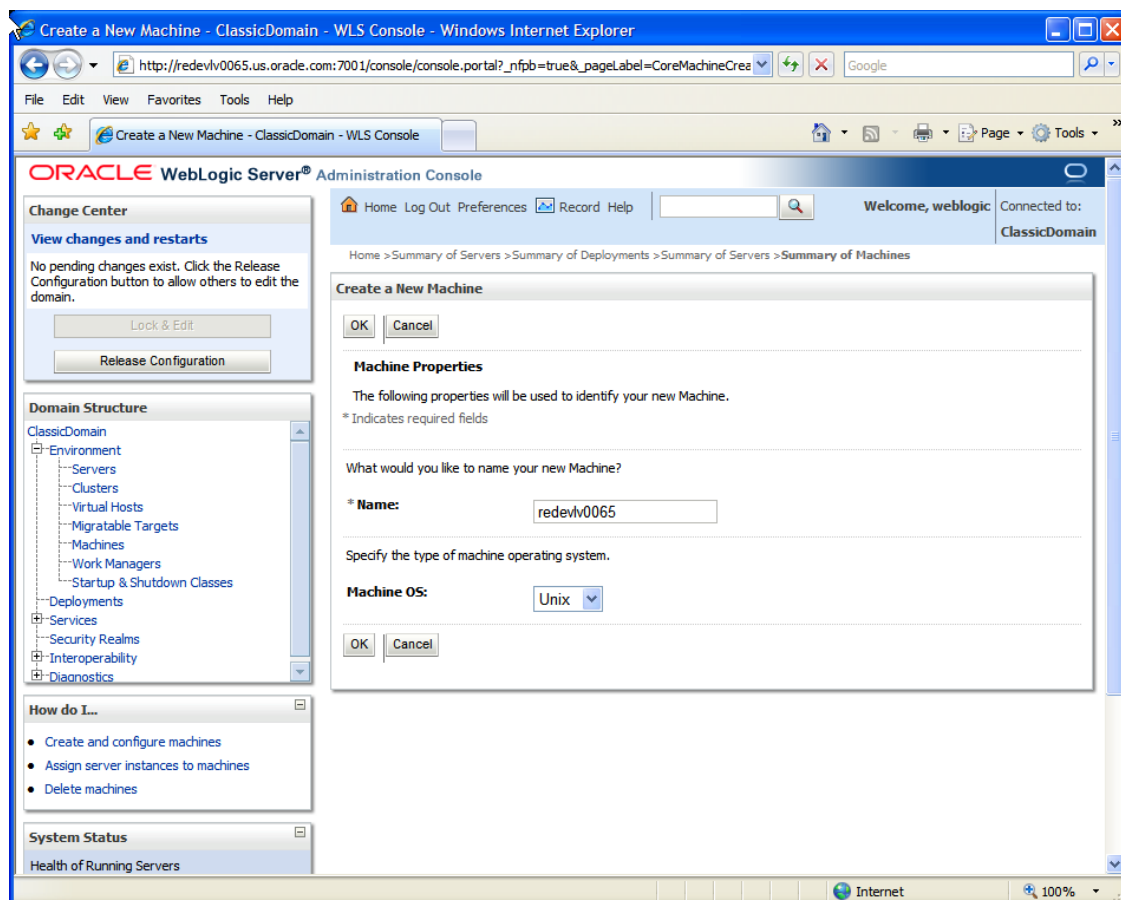 Create a New Machine - ClassicDomain - WLS Console - Windows Internet Explorer
http://redevlv0065.us.oracle.com:7001/console/console.portal?_nfpb=true&_pageLabel=CoreMachineCrea
Google
File Edit View Favorites Tools Help
Create a New Machine - ClassicDomain - WLS Console
Page Tools »
ORACLE WebLogic Server® Administration Console
Change Center
View changes and restarts
No pending changes exist. Click the Release
Configuration button to allow others to edit the
domain.
Lock & Edit
Release Configuration
Domain Structure
ClassicDomain
Environment
Servers
Clusters
Virtual Hosts
Migratable Targets
Machines
Work Managers
Startup & Shutdown Classes
Deployments
Services
Security Realms
Interoperability
Diagnostics
How do I...
Create and configure machines
Assign server instances to machines
Delete machines
System Status
Health of Running Servers
Home Log Out Preferences Record Help
Welcome, weblogic
Connected to:
ClassicDomain
Home >Summary of Servers >Summary of Deployments >Summary of Servers >Summary of Machines
Create a New Machine
OK Cancel
Machine Properties
The following properties will be used to identify your new Machine.
* Indicates required fields
What would you like to name your new Machine?
* Name: redevlv0065
Specify the type of machine operating system.
Machine OS: Unix
OK Cancel
Internet 100%